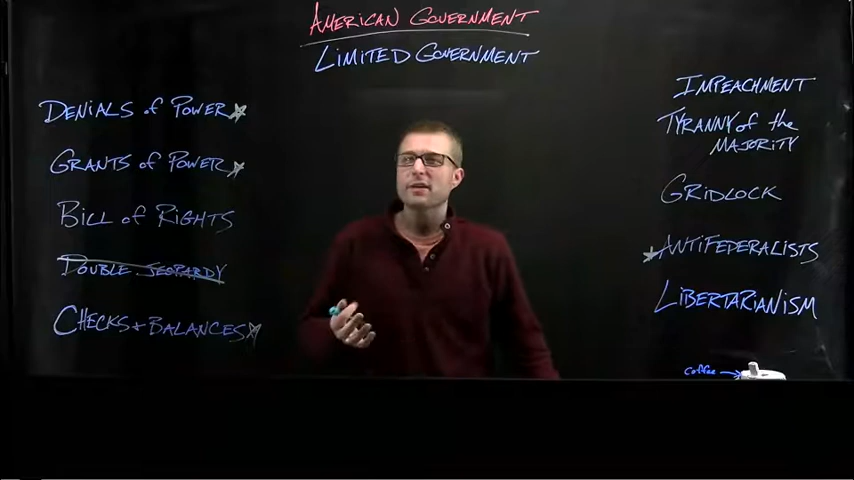 AMERICAN GOVERNMENT
LIMITED GOVERNMENT
DENIALS of POWER
GRANTS of POWER
BILL of RIGHTS
DOUBLE JEOPARDY
CHECKS + BALANCES
IMPEACHMENT
TYRANNY of the
MAJORITY
GRIDLOCK
ANTIFEDERALISTS
LIBERTARIANISM
Coffee